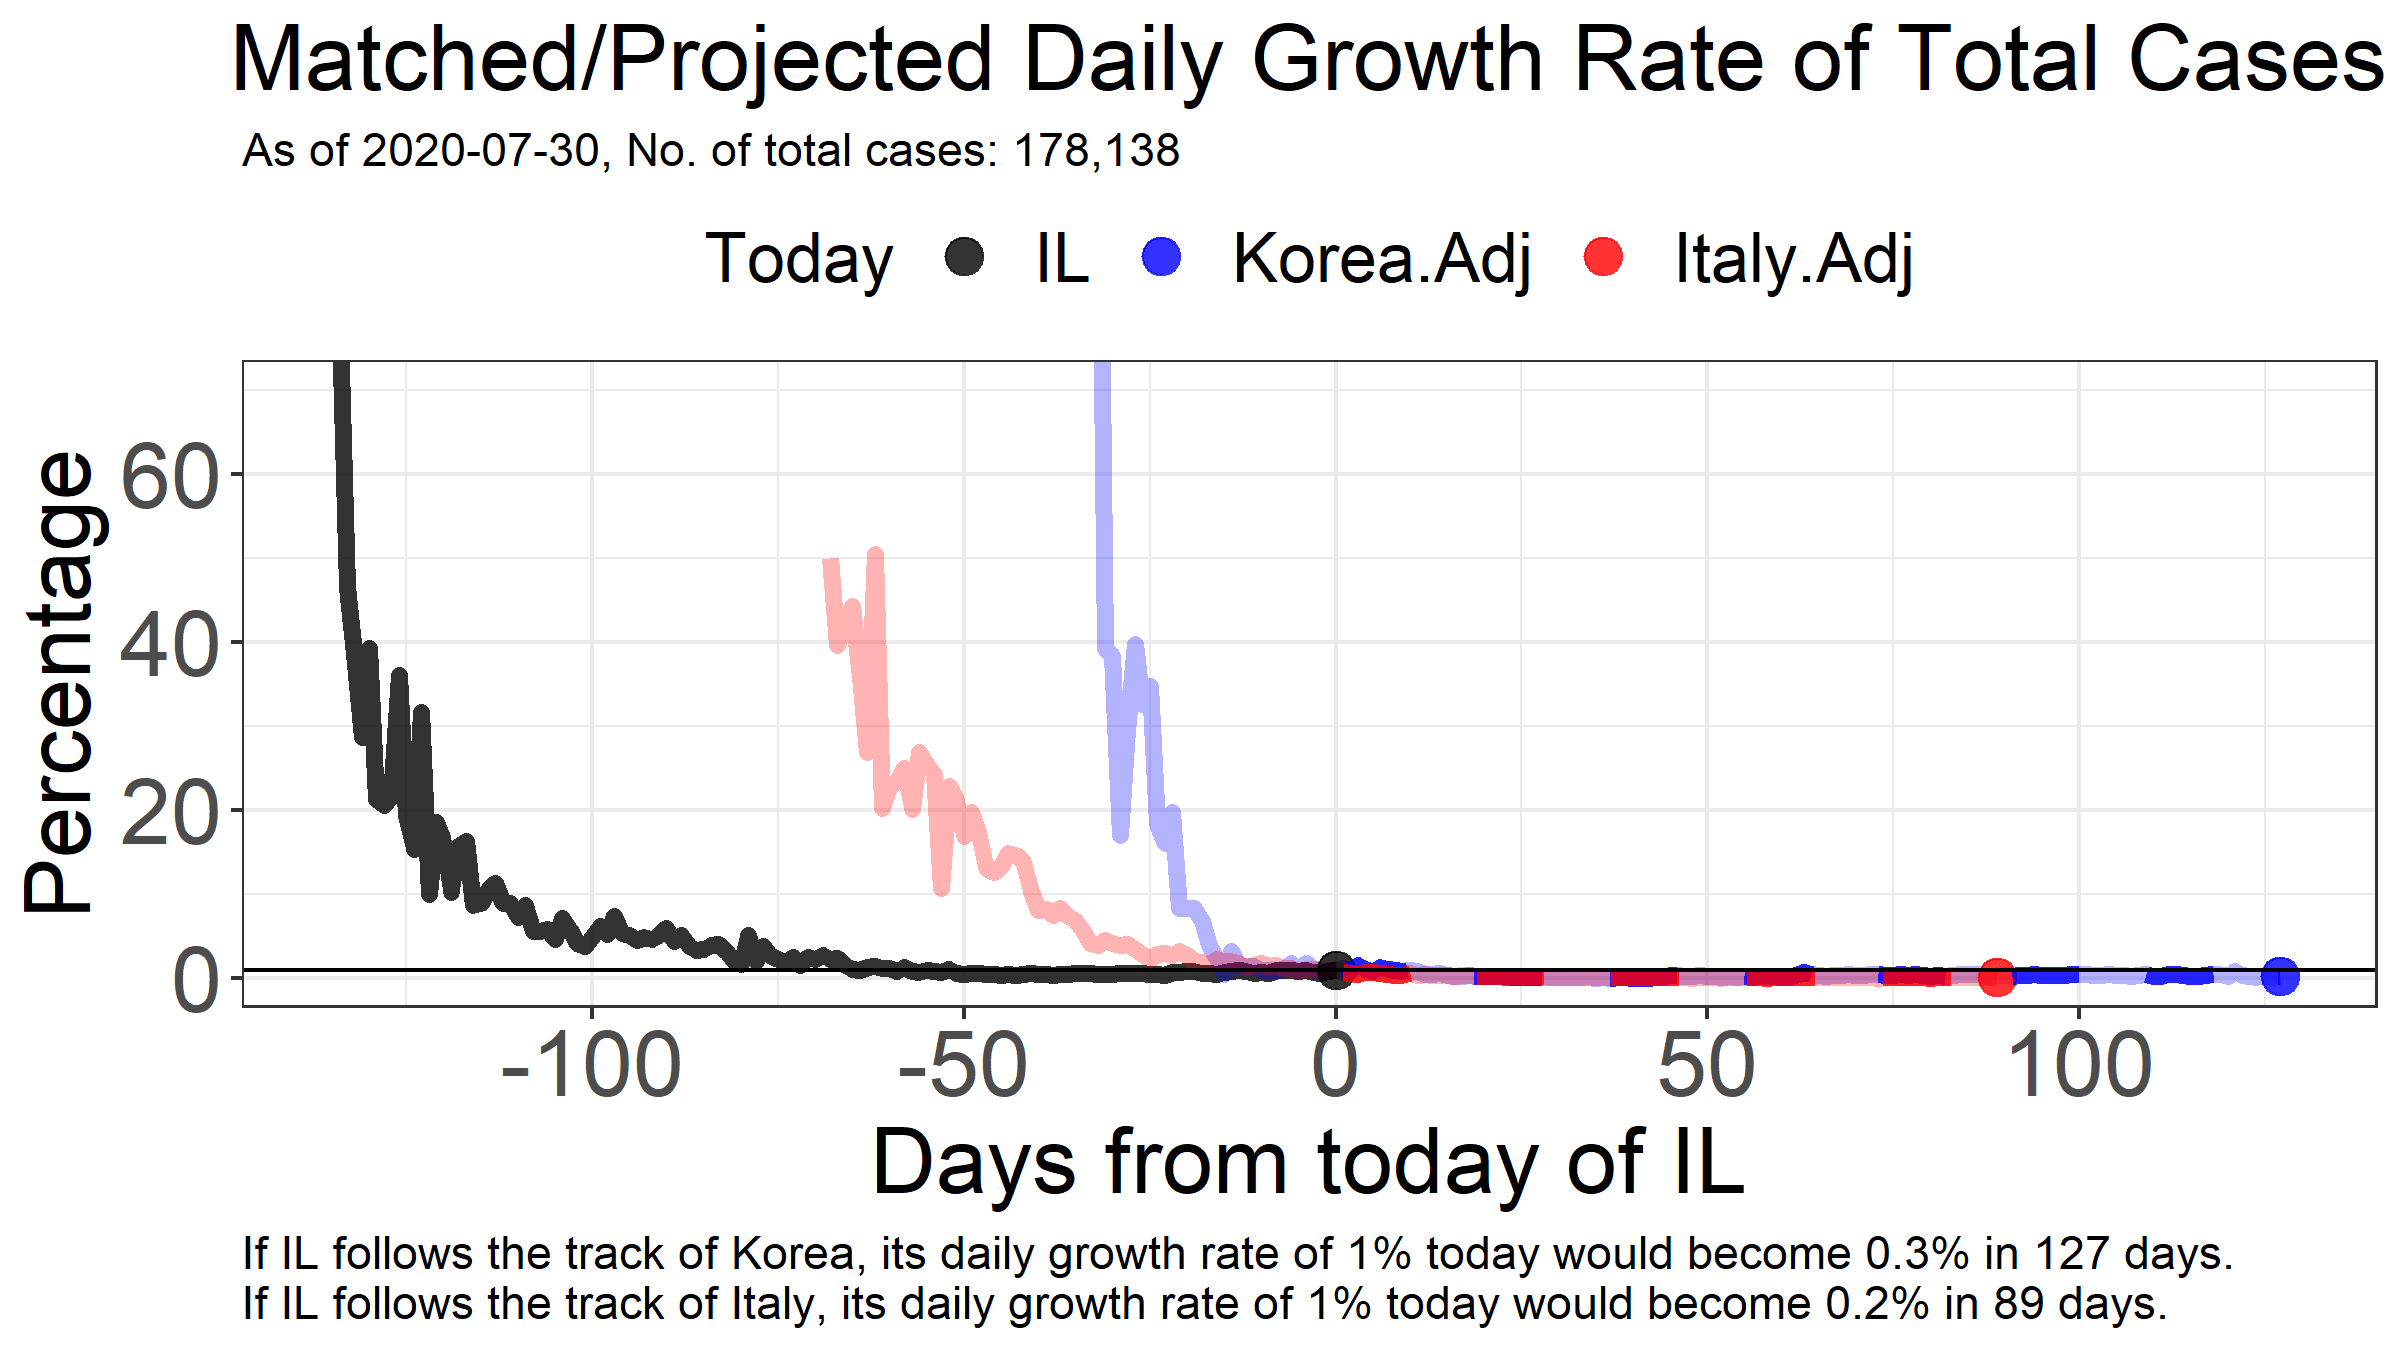 Matched/Projected Daily Growth Rate of Total Cases
As of 2020-07-30, No. of total cases: 178,138
Today IL Korea.Adj Italy.Adj
Percentage
60
40
20
0
-100 -50 0 50 100
Days from today of IL
If IL follows the track of Korea, its daily growth rate of 1% today would become 0.3% in 127 days.
If IL follows the track of Italy, its daily growth rate of 1% today would become 0.2% in 89 days.